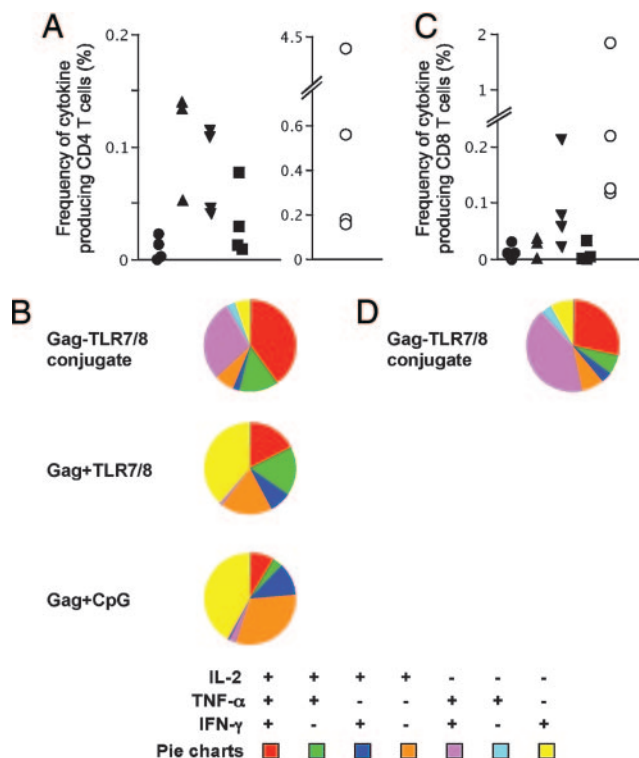 A
Frequency of cytokine
producing CD4 T cells (%)
0.2
0.1
0
4.5
0.6
0.4
0.2
0
C
Frequency of cytokine
producing CD8 T cells (%)
2
1
0.2
0.1
0
B
Gag-TLR7/8
conjugate
D
Gag-TLR7/8
conjugate
Gag+TLR7/8
Gag+CpG
IL-2 + + + + - - -
TNF-α + + - - + + -
IFN-γ + - + - + - +
Pie charts